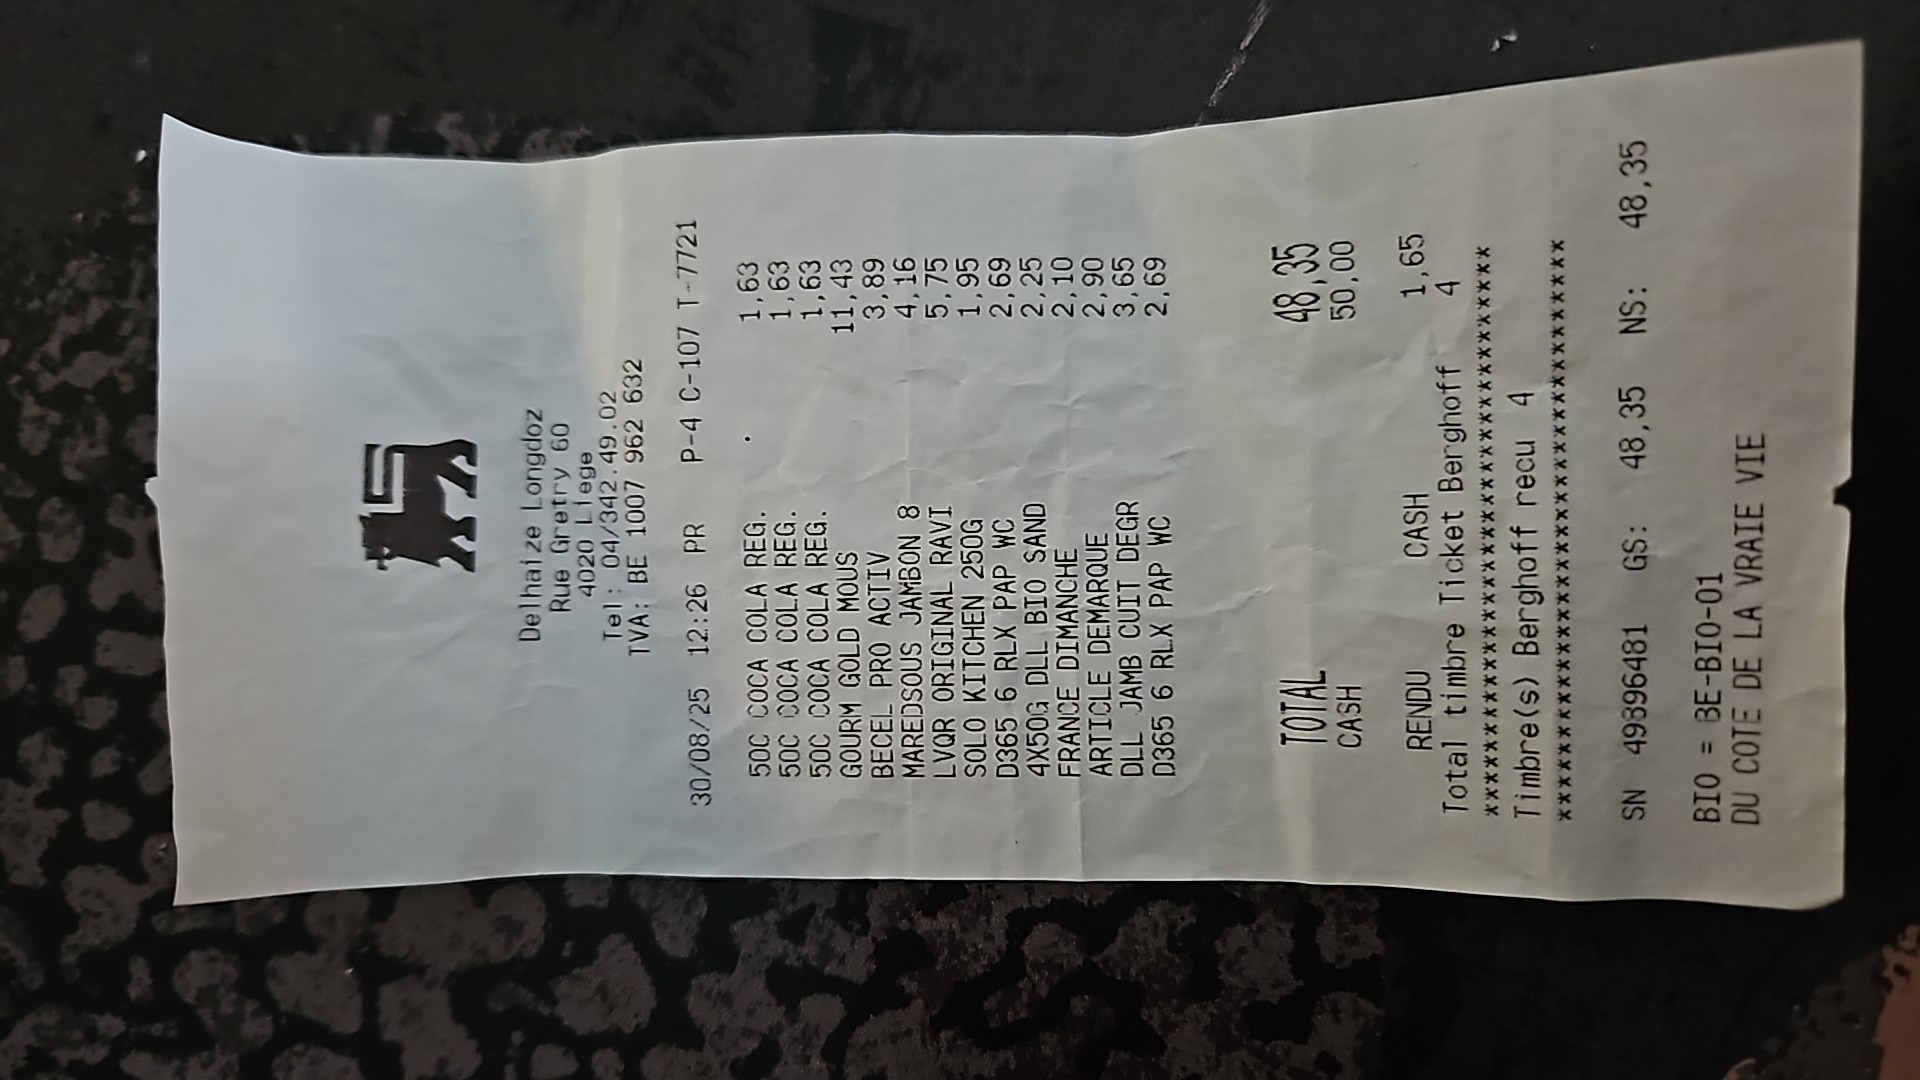 Delhaize Longdoz
Rue Gretry 60
4020 Liege
Tel: 04/342.49.02
TVA: BE 1007 962 632
30/08/25 12:26 PR P-4 C-107 T-7721
50C COCA COLA REG. 1,63
50C COCA COLA REG. 1,63
50C COCA COLA REG. 1,63
GOURM GOLD MOUS 11,43
BECEL PRO ACTIV 3,89
MAREDSOUS JAMBON 8 4,16
LVQR ORIGINAL RAVI 5,75
SOLO KITCHEN 250G 1,95
D365 6 RLX PAP WC 2,69
4X50G DLL BIO SAND 2,25
FRANCE DIMANCHE 2,10
ARTICLE DEMARQUE 2,90
DLL JAMB CUIT DEGR 3,65
D365 6 RLX PAP WC 2,69
TOTAL 48,35
CASH 50,00
RENDU CASH 1,65
Total timbre Ticket Berghoff 4
**************************************
Timbre(s) Berghoff recu 4
**************************************
SN 49896481 GS: 48,35 NS: 48,35
BIO = BE-BIO-01
DU COTE DE LA VRAIE VIE